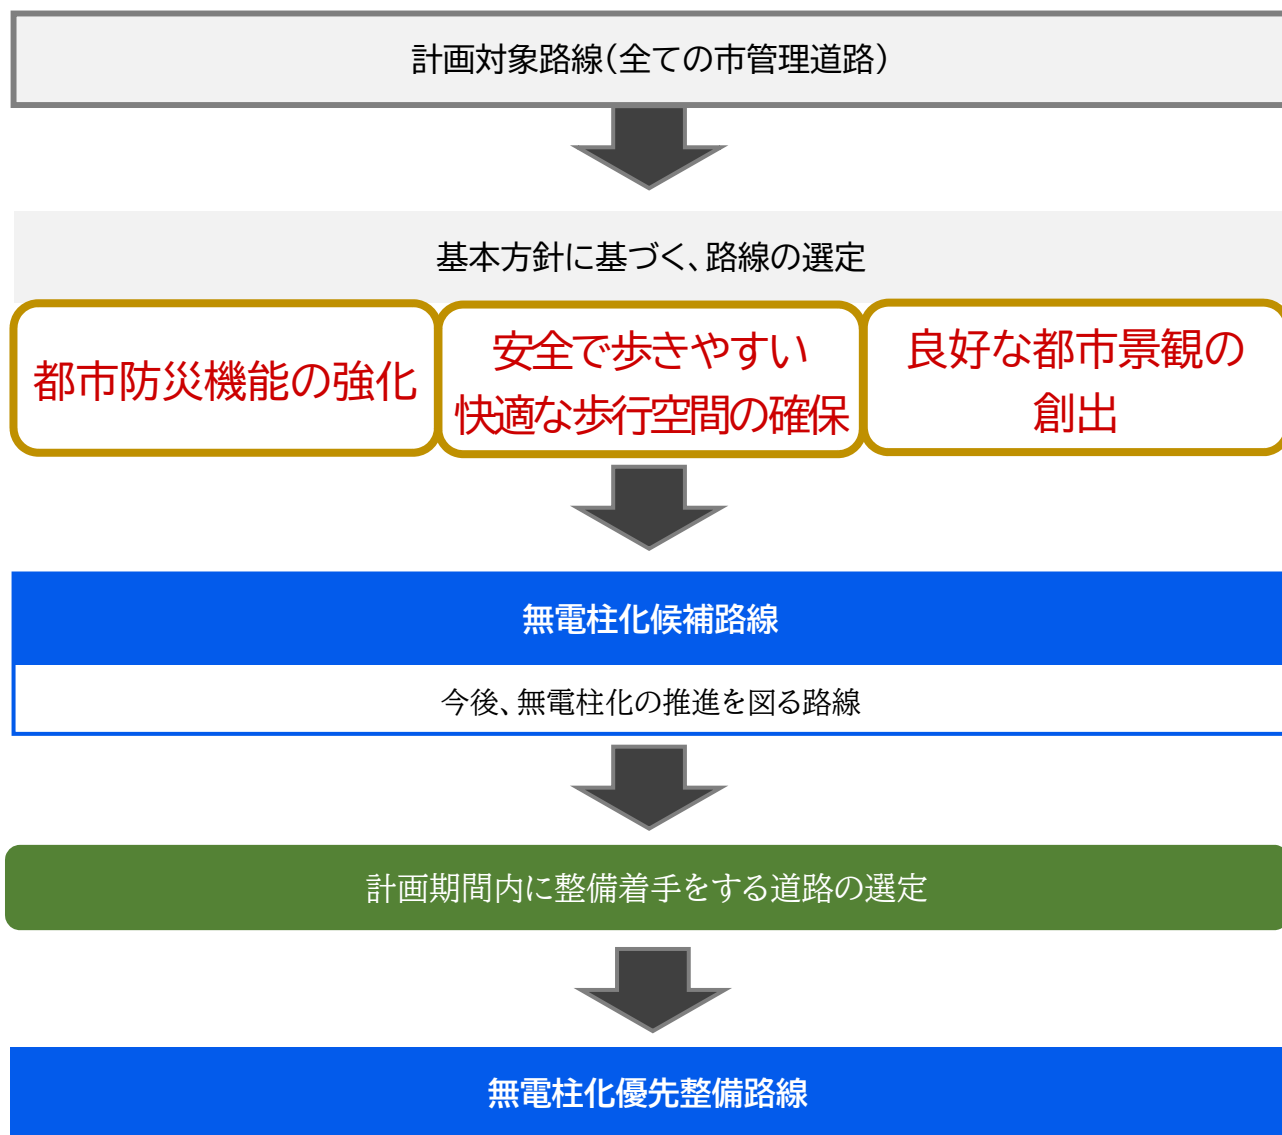 計画対象路線（全ての市管理道路）
基本方針に基づく、路線の選定
都市防災機能の強化
安全で歩きやすい
快適な歩行空間の確保
良好な都市景観の
創出
無電柱化候補路線
今後、無電柱化の推進を図る路線
計画期間内に整備着手をする道路の選定
無電柱化優先整備路線